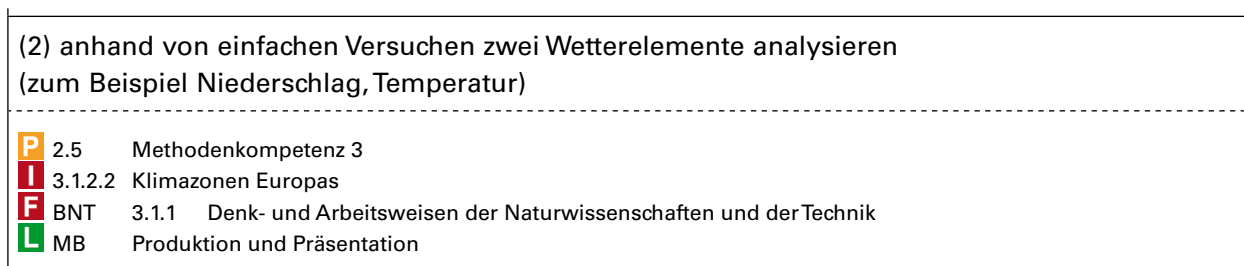 (2) anhand von einfachen Versuchen zwei Wetterelemente analysieren
(zum Beispiel Niederschlag, Temperatur)
P 2.5 Methodenkompetenz 3
I 3.1.2.2 Klimazonen Europas
F BNT 3.1.1 Denk- und Arbeitsweisen der Naturwissenschaften und der Technik
L MB Produktion und Präsentation